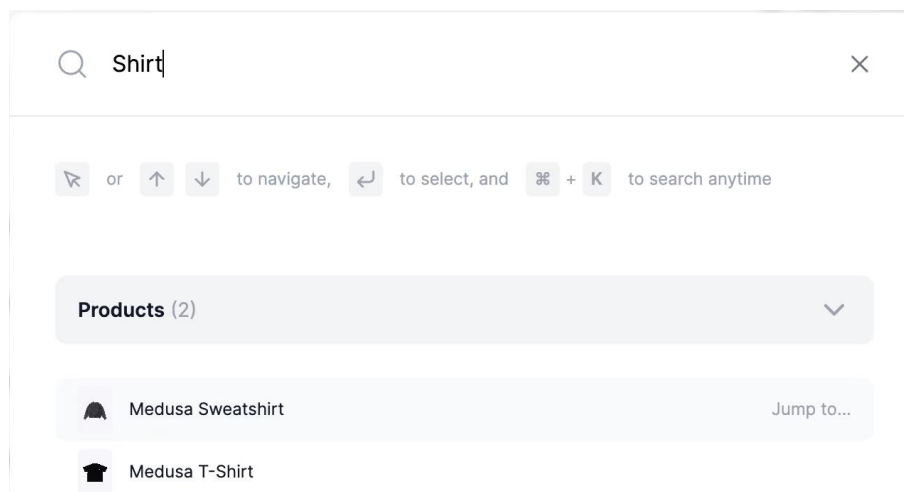 Shirt
or ↑ ↓ to navigate, ↵ to select, and ⌘ + K to search anytime
Products (2)
Medusa Sweatshirt Jump to...
Medusa T-Shirt